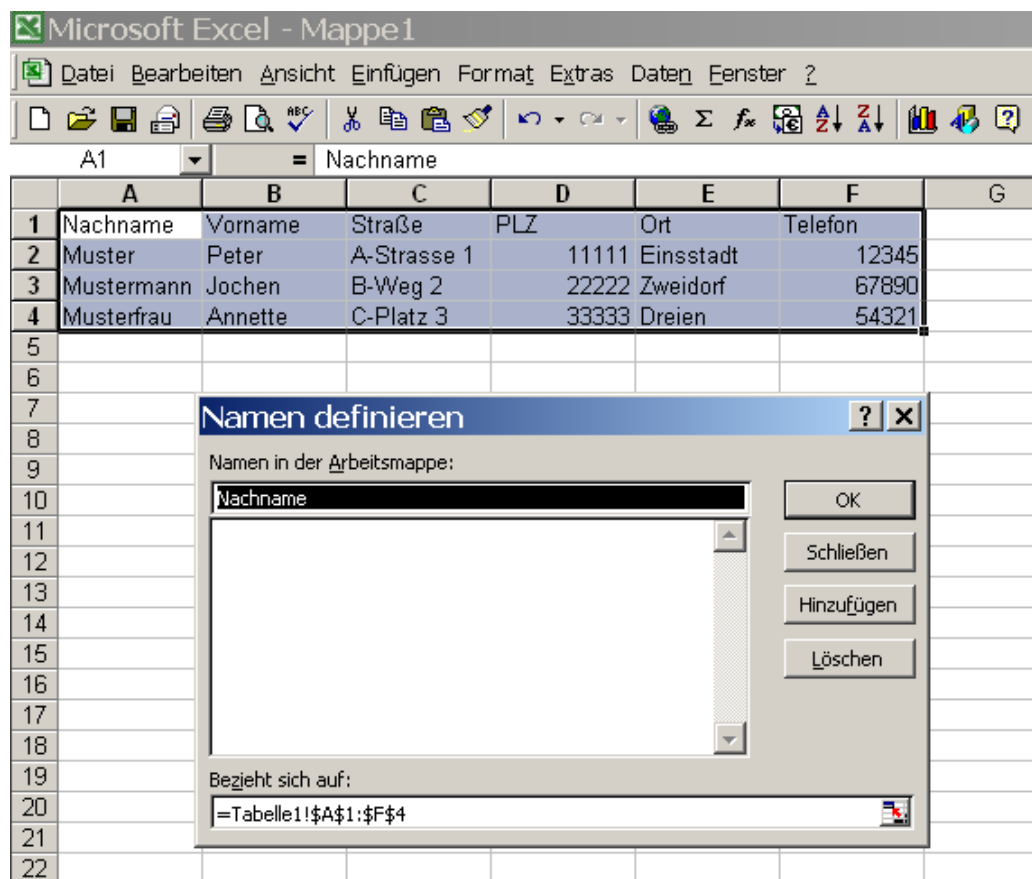 Microsoft Excel - Mappe1
Datei Bearbeiten Ansicht Einfügen Format Extras Daten Fenster ?
A1 = Nachname
A B C D E F G
1 Nachname Vorname Straße PLZ Ort Telefon
2 Muster Peter A-Strasse 1 11111 Einsstadt 12345
3 Mustermann Jochen B-Weg 2 22222 Zweidorf 67890
4 Musterfrau Annette C-Platz 3 33333 Dreien 54321
5
6
7
Namen definieren ? X
8
9 Namen in der Arbeitsmappe:
10 Nachname OK
11
12 Schließen
13 Hinzufügen
14
15 Löschen
16
17
18
19 Bezieht sich auf:
20 =Tabelle1!$A$1:$F$4
21
22